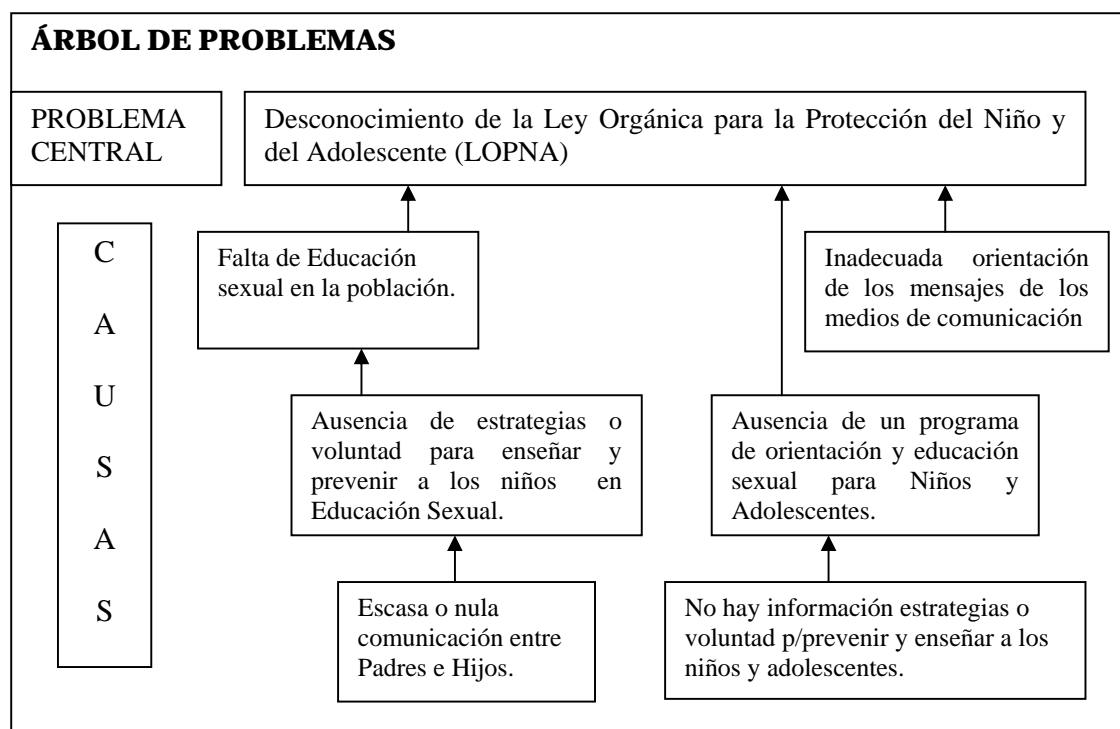 ÁRBOL DE PROBLEMAS
PROBLEMA
CENTRAL
Desconocimiento de la Ley Orgánica para la Protección del Niño y
del Adolescente (LOPNA)
C
A
U
S
A
S
Falta de Educación
sexual en la población.
Inadecuada orientación
de los mensajes de los
medios de comunicación
Ausencia de estrategias o
voluntad para enseñar y
prevenir a los niños en
Educación Sexual.
Ausencia de un programa
de orientación y educación
sexual para Niños y
Adolescentes.
Escasa o nula
comunicación entre
Padres e Hijos.
No hay información estrategias o
voluntad p/prevenir y enseñar a los
niños y adolescentes.